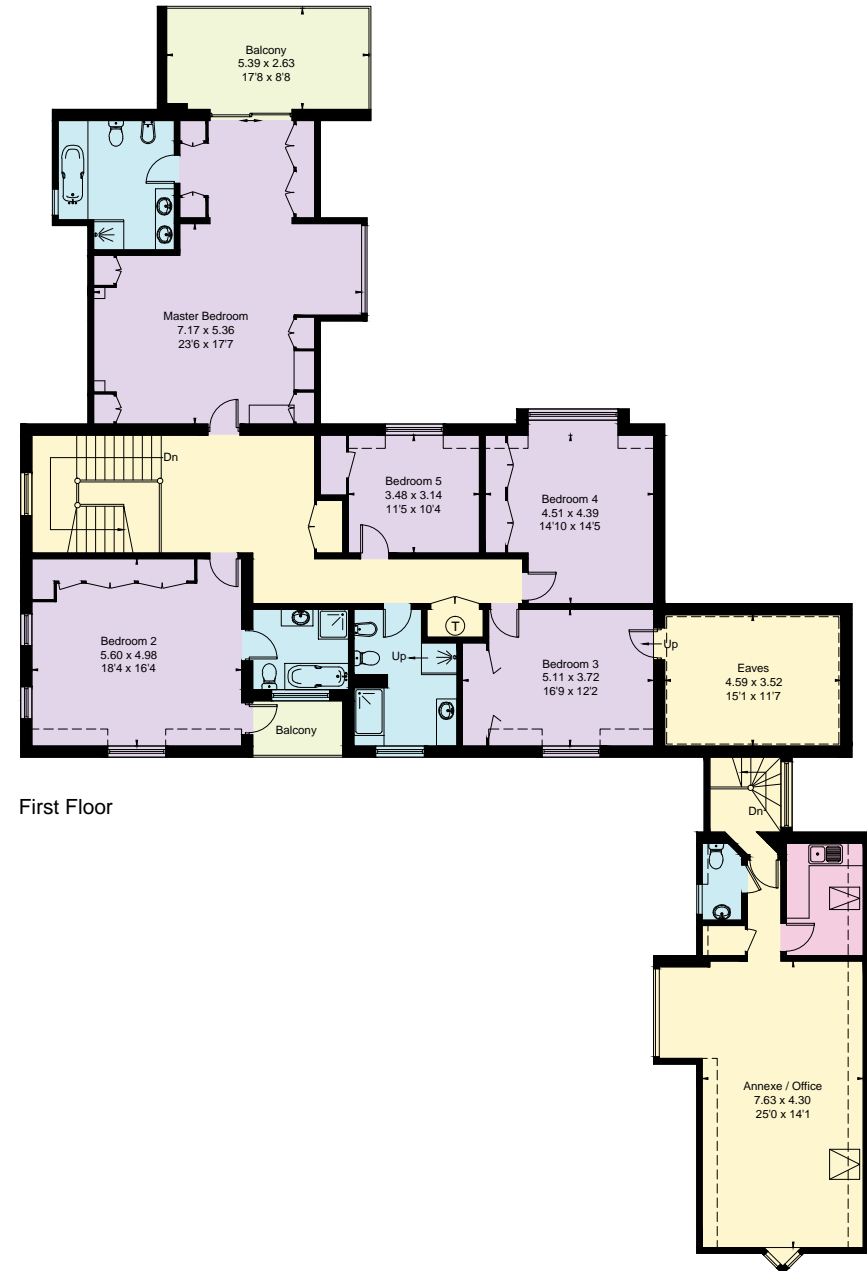 Balcony
5.39 x 2.63
17'8 x 8'8
Master Bedroom
7.17 x 5.36
23'6 x 17'7
Dn
Bedroom 5
3.48 x 3.14
11'5 x 10'4
Bedroom 4
4.51 x 4.39
14'10 x 14'5
Bedroom 2
5.60 x 4.98
18'4 x 16'4
T
Up
Bedroom 3
5.11 x 3.72
16'9 x 12'2
Up
Eaves
4.59 x 3.52
15'1 x 11'7
Balcony
First Floor
Dn
Annexe / Office
7.63 x 4.30
25'0 x 14'1